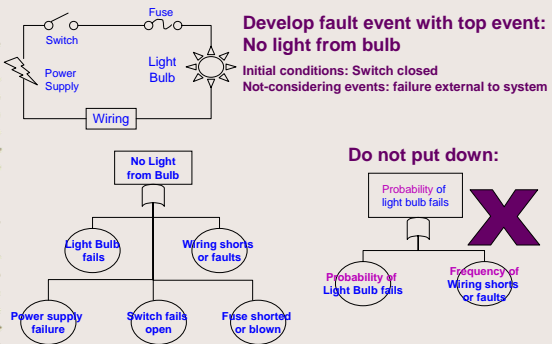 Fuse
Switch
Power
Supply
Light
Bulb
Wiring
Develop fault event with top event:
No light from bulb
Initial conditions: Switch closed
Not-considering events: failure external to system
No Light
from Bulb
Light Bulb
fails
Wiring shorts
or faults
Power supply
failure
Switch fails
open
Fuse shorted
or blown
Do not put down:
Probability of
light bulb fails
Probability of
Light Bulb fails
Frequency of
Wiring shorts
or faults